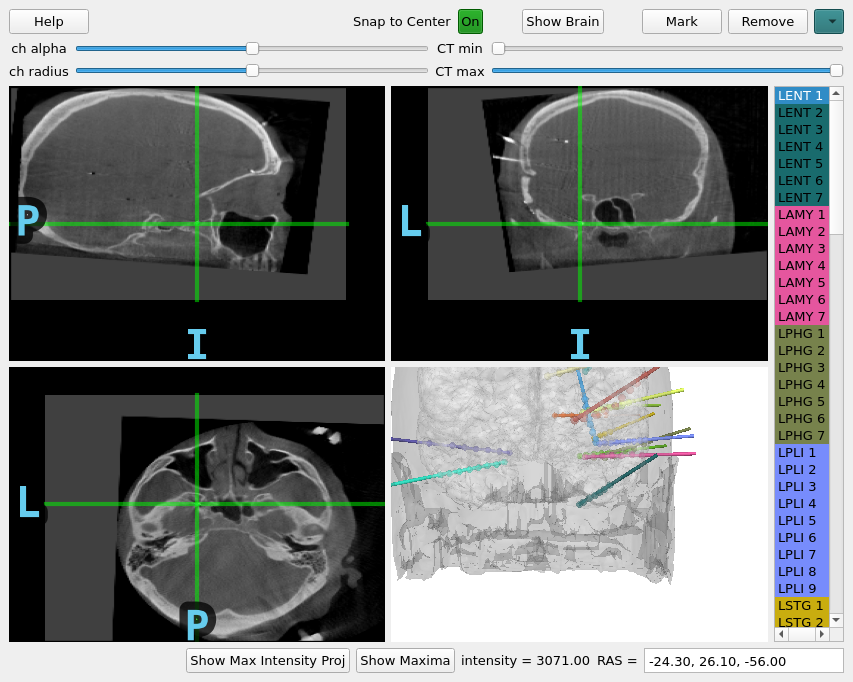 Help
Snap to Center On Show Brain Mark Remove
ch alpha CT min
ch radius CT max
P
I
L
I
L
P
LENT 1
LENT 2
LENT 3
LENT 4
LENT 5
LENT 6
LENT 7
LAMY 1
LAMY 2
LAMY 3
LAMY 4
LAMY 5
LAMY 6
LAMY 7
LPHG 1
LPHG 2
LPHG 3
LPHG 4
LPHG 5
LPHG 6
LPHG 7
LPLI 1
LPLI 2
LPLI 3
LPLI 4
LPLI 5
LPLI 6
LPLI 7
LPLI 8
LPLI 9
LSTG 1
LSTG 2
Show Max Intensity Proj Show Maxima intensity = 3071.00 RAS = -24.30, 26.10, -56.00